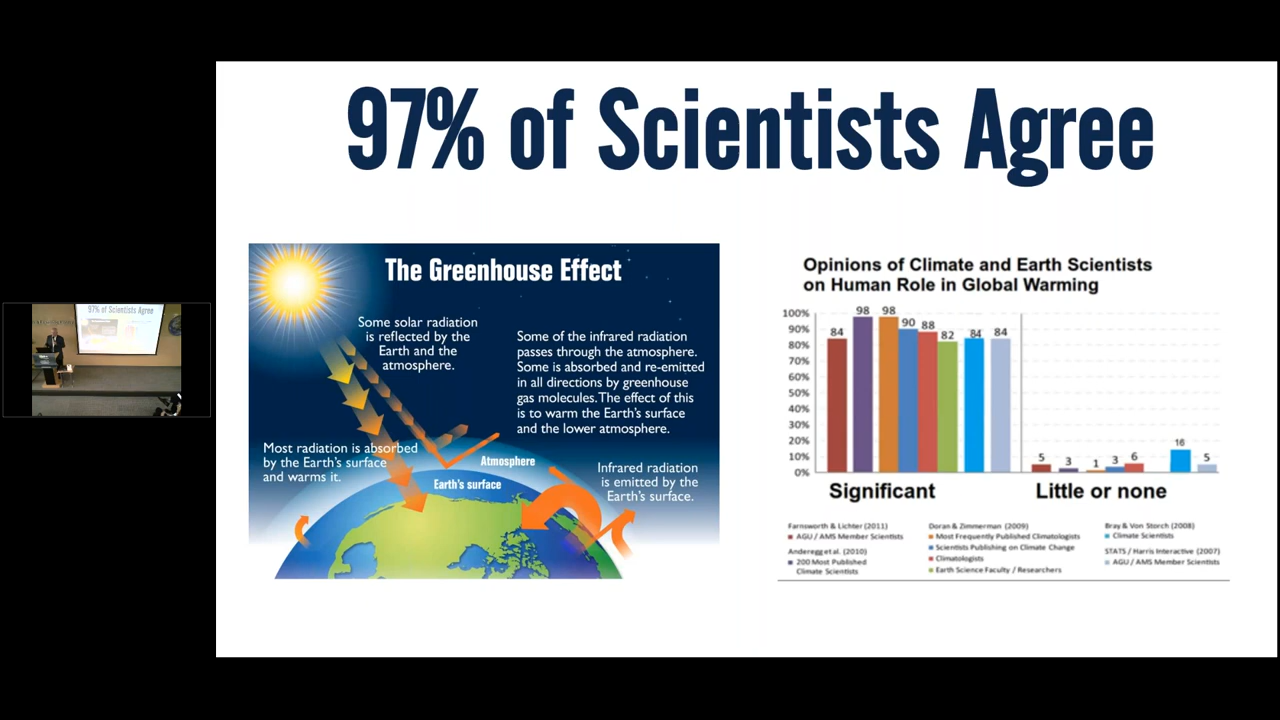 97% of Scientists Agree
The Greenhouse Effect
Some solar radiation
is reflected by the
Earth and the
atmosphere.
Some of the infrared radiation
passes through the atmosphere.
Some is absorbed and re-emitted
in all directions by greenhouse
gas molecules.The effect of this
is to warm the Earth's surface
and the lower atmosphere.
Most radiation is absorbed
by the Earth's surface
and warms it.
Atmosphere
Earth's surface
Infrared radiation
is emitted by the
Earth's surface.
Opinions of Climate and Earth Scientists
on Human Role in Global Warming
100%
90%
80%
70%
60%
50%
40%
30%
20%
10%
0%
84 98 98 90 88 82 84 84
5 3 1 3 6 16 5
Significant
Little or none
Farnsworth & Lichter (2011)
AGU / AMS Member Scientists
Anderegg et al. (2010)
200 Most Published
Climate Scientists
Doran & Zimmerman (2009)
Most Frequently Published Climatologists
Scientists Publishing on Climate Change
Climatologists
Earth Science Faculty / Researchers
Bray & Von Storch (2008)
Climate Scientists
STATS / Harris Interactive (2007)
AGU / AMS Member Scientists
97% of Scientists Agree